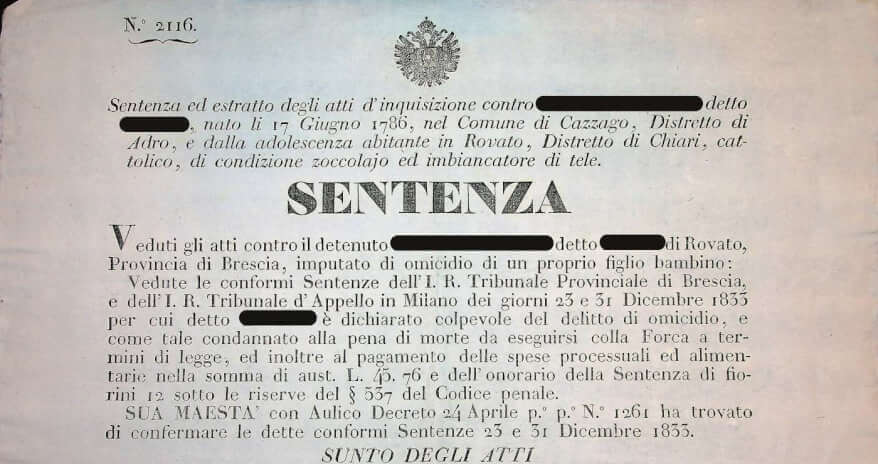 N.° 2116.
Sentenza ed estratto degli atti d'inquisizione contro detto
, nato li 17 Giugno 1786, nel Comune di Cazzago, Distretto di
Adro, e dalla adolescenza abitante in Rovato, Distretto di Chiari, cat-
tolico, di condizione zoccolajo ed imbiancatore di tele.
SENTENZA
Veduti gli atti contro il detenuto detto di Rovato,
Provincia di Brescia, imputato di omicidio di un proprio figlio bambino:
Vedute le conformi Sentenze dell'I. R. Tribunale Provinciale di Brescia,
e dell'I. R. Tribunale d'Appello in Milano dei giorni 23 e 31 Dicembre 1833
per cui detto è dichiarato colpevole del delitto di omicidio, e
come tale condannato alla pena di morte da eseguirsi colla Forca a ter-
mini di legge, ed inoltre al pagamento delle spese processuali ed alimen-
tarie nella somma di aust. L. 45. 76 e dell'onorario della Sentenza di fio-
rini 12 sotto le riserve del § 537 del Codice penale.
SUA MAESTA' con Aulico Decreto 24 Aprile p.° p.° N.° 1261 ha trovato
di confermare le dette conformi Sentenze 23 e 31 Dicembre 1833.
SUNTO DEGLI ATTI